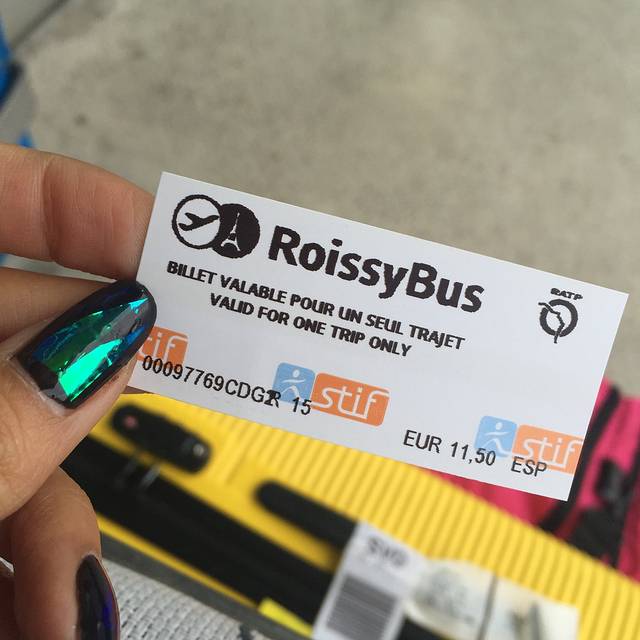 RoissyBus
RATP
BILLET VALABLE POUR UN SEUL TRAJET
VALID FOR ONE TRIP ONLY
stif
stif
stif
15
EUR 11,50 ESP